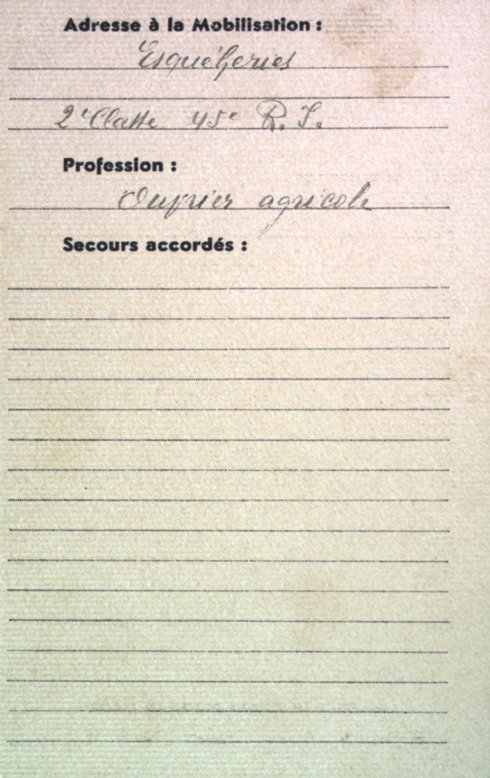 Adresse à la Mobilisation :
Esquéheries
2e Classe 45e R. I.
Profession :
Ouvrier agricole
Secours accordés :